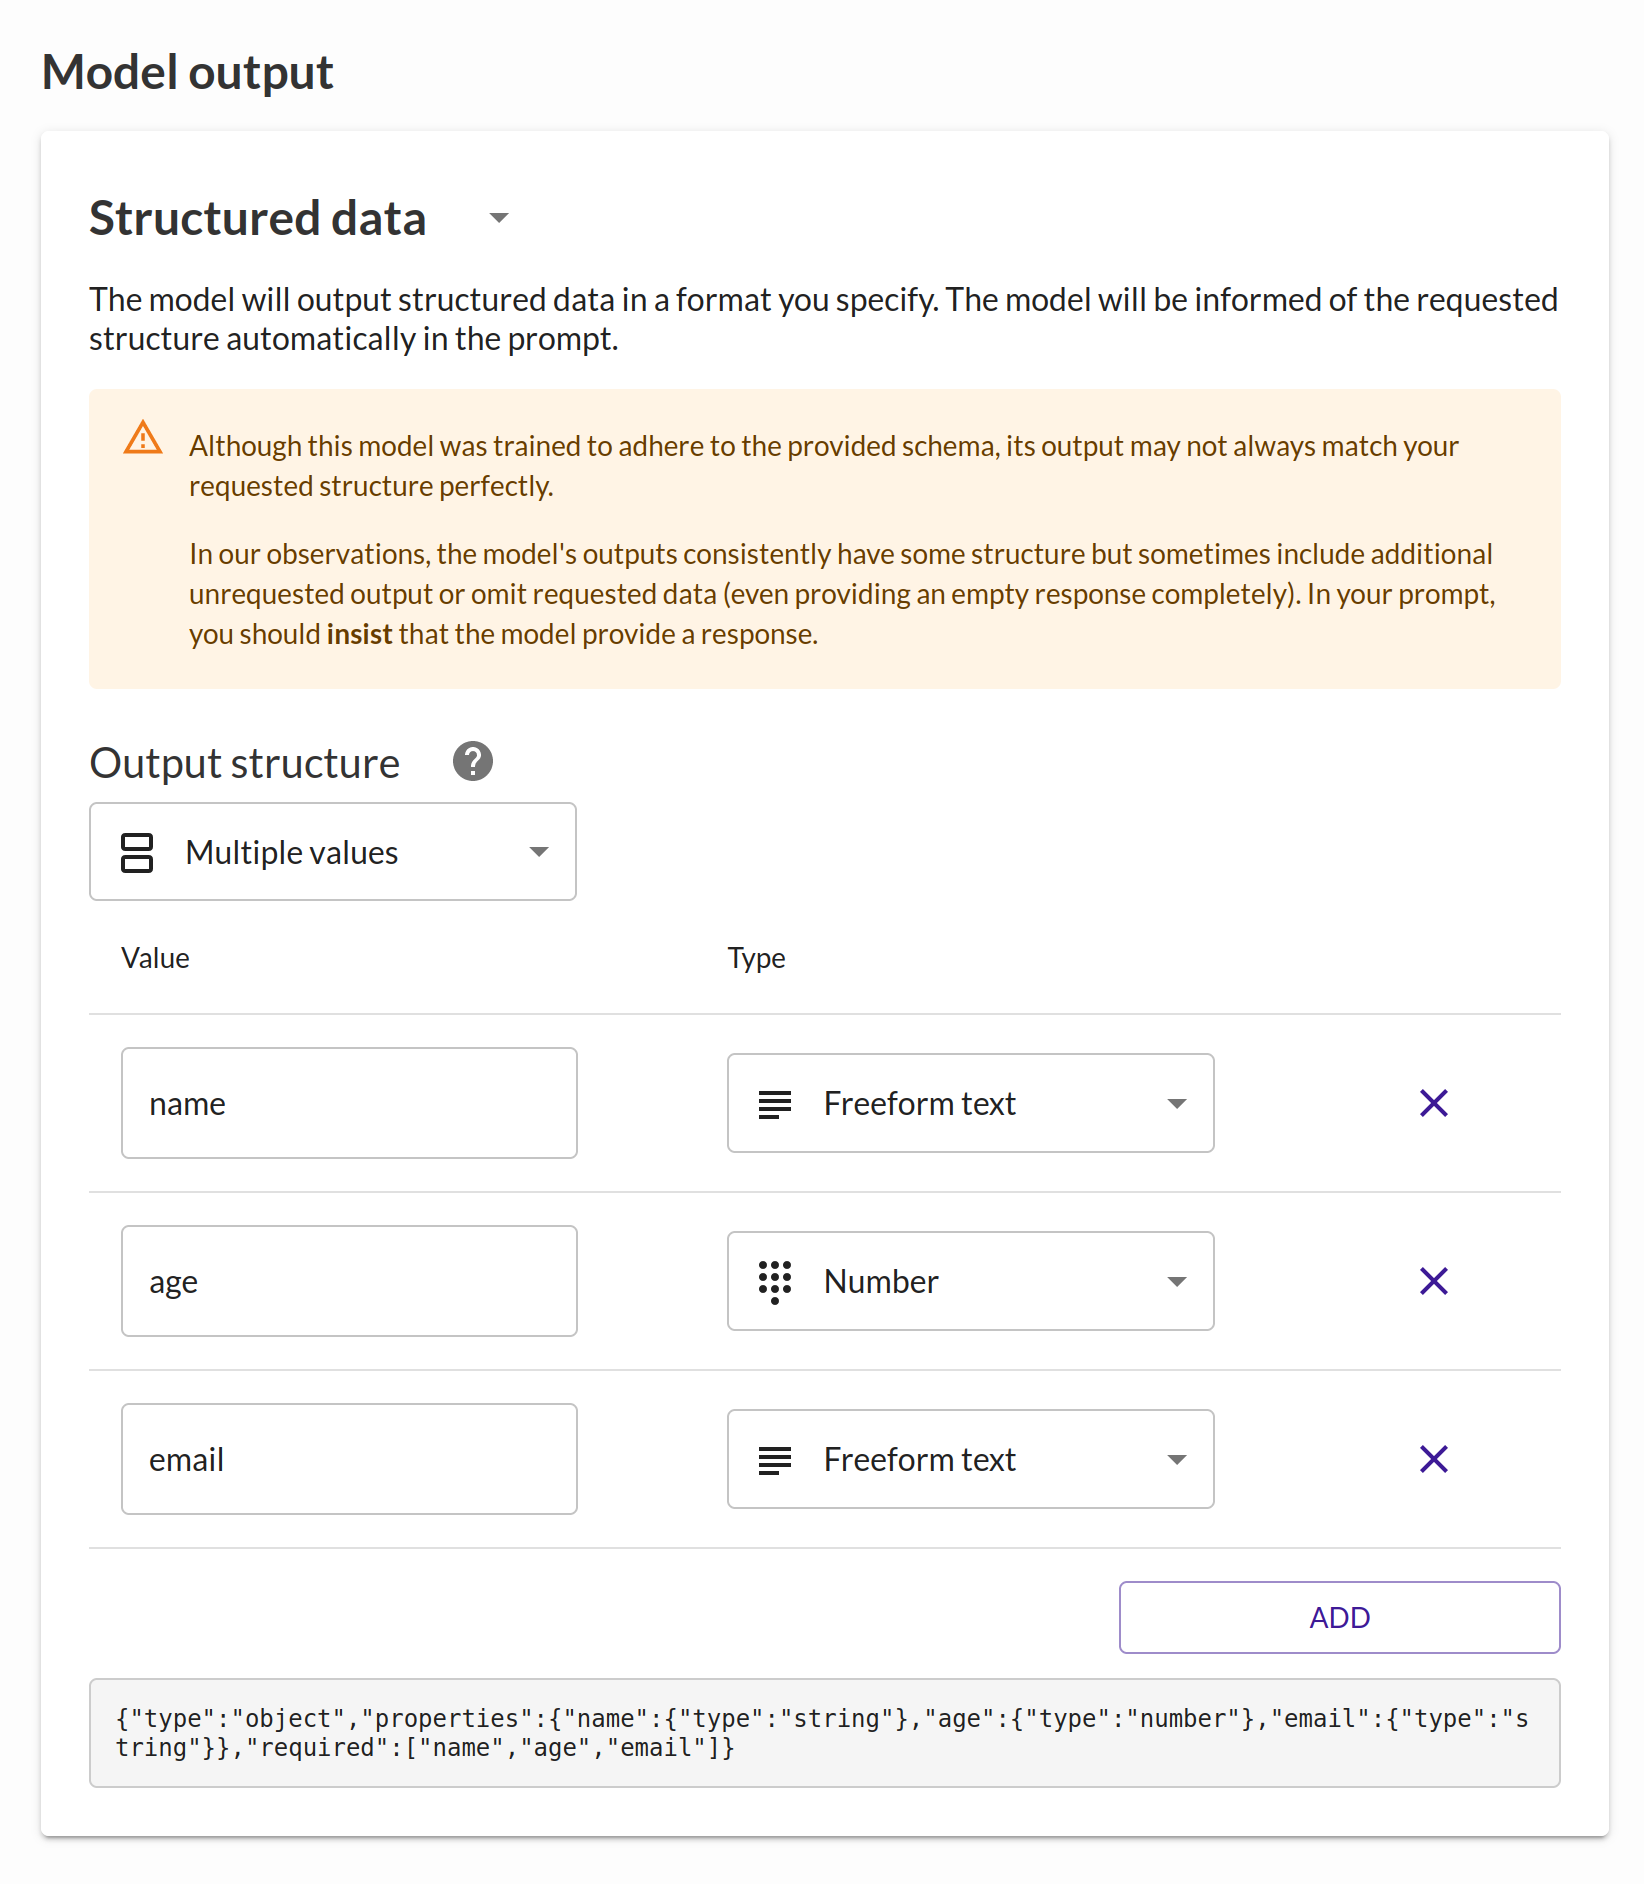 Model output
Structured data
The model will output structured data in a format you specify. The model will be informed of the requested
structure automatically in the prompt.
Although this model was trained to adhere to the provided schema, its output may not always match your
requested structure perfectly.
In our observations, the model's outputs consistently have some structure but sometimes include additional
unrequested output or omit requested data (even providing an empty response completely). In your prompt,
you should insist that the model provide a response.
Output structure
Multiple values
Value Type
name Freeform text
age Number
email Freeform text
ADD
{"type":"object","properties":{"name":{"type":"string"},"age":{"type":"number"},"email":{"type":"s
tring"}},"required":["name","age","email"]}